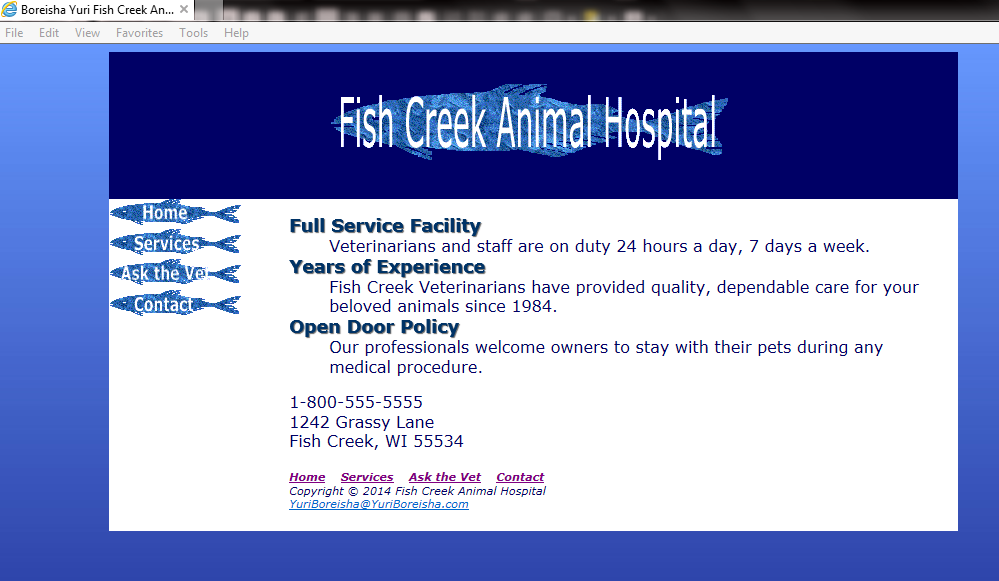 Boreisha Yuri Fish Creek An...
File Edit View Favorites Tools Help
Fish Creek Animal Hospital
Home
Services
Ask the Vet
Contact
Full Service Facility
Veterinarians and staff are on duty 24 hours a day, 7 days a week.
Years of Experience
Fish Creek Veterinarians have provided quality, dependable care for your
beloved animals since 1984.
Open Door Policy
Our professionals welcome owners to stay with their pets during any
medical procedure.
1-800-555-5555
1242 Grassy Lane
Fish Creek, WI 55534
Home Services Ask the Vet Contact
Copyright © 2014 Fish Creek Animal Hospital
YuriBoreisha@YuriBoreisha.com